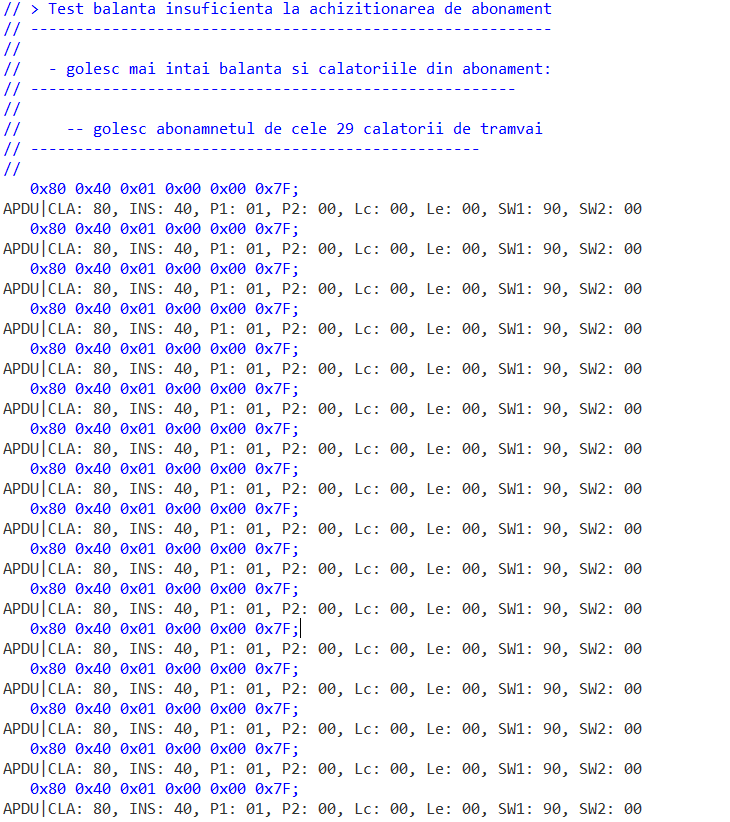 // > Test balanta insuficienta la achizitionarea de abonament
// ----------------------------------------------------------
//
//   - golesc mai intai balanta si calatoriile din abonament:
// ------------------------------------------------------
//
//     -- golesc abonamnetul de cele 29 calatorii de tramvai
// --------------------------------------------------
//
   0x80 0x40 0x01 0x00 0x00 0x7F;
APDU|CLA: 80, INS: 40, P1: 01, P2: 00, Lc: 00, Le: 00, SW1: 90, SW2: 00
   0x80 0x40 0x01 0x00 0x00 0x7F;
APDU|CLA: 80, INS: 40, P1: 01, P2: 00, Lc: 00, Le: 00, SW1: 90, SW2: 00
   0x80 0x40 0x01 0x00 0x00 0x7F;
APDU|CLA: 80, INS: 40, P1: 01, P2: 00, Lc: 00, Le: 00, SW1: 90, SW2: 00
   0x80 0x40 0x01 0x00 0x00 0x7F;
APDU|CLA: 80, INS: 40, P1: 01, P2: 00, Lc: 00, Le: 00, SW1: 90, SW2: 00
   0x80 0x40 0x01 0x00 0x00 0x7F;
APDU|CLA: 80, INS: 40, P1: 01, P2: 00, Lc: 00, Le: 00, SW1: 90, SW2: 00
   0x80 0x40 0x01 0x00 0x00 0x7F;
APDU|CLA: 80, INS: 40, P1: 01, P2: 00, Lc: 00, Le: 00, SW1: 90, SW2: 00
   0x80 0x40 0x01 0x00 0x00 0x7F;
APDU|CLA: 80, INS: 40, P1: 01, P2: 00, Lc: 00, Le: 00, SW1: 90, SW2: 00
   0x80 0x40 0x01 0x00 0x00 0x7F;
APDU|CLA: 80, INS: 40, P1: 01, P2: 00, Lc: 00, Le: 00, SW1: 90, SW2: 00
   0x80 0x40 0x01 0x00 0x00 0x7F;
APDU|CLA: 80, INS: 40, P1: 01, P2: 00, Lc: 00, Le: 00, SW1: 90, SW2: 00
   0x80 0x40 0x01 0x00 0x00 0x7F;
APDU|CLA: 80, INS: 40, P1: 01, P2: 00, Lc: 00, Le: 00, SW1: 90, SW2: 00
   0x80 0x40 0x01 0x00 0x00 0x7F;
APDU|CLA: 80, INS: 40, P1: 01, P2: 00, Lc: 00, Le: 00, SW1: 90, SW2: 00
   0x80 0x40 0x01 0x00 0x00 0x7F;
APDU|CLA: 80, INS: 40, P1: 01, P2: 00, Lc: 00, Le: 00, SW1: 90, SW2: 00
   0x80 0x40 0x01 0x00 0x00 0x7F;
APDU|CLA: 80, INS: 40, P1: 01, P2: 00, Lc: 00, Le: 00, SW1: 90, SW2: 00
   0x80 0x40 0x01 0x00 0x00 0x7F;
APDU|CLA: 80, INS: 40, P1: 01, P2: 00, Lc: 00, Le: 00, SW1: 90, SW2: 00
   0x80 0x40 0x01 0x00 0x00 0x7F;
APDU|CLA: 80, INS: 40, P1: 01, P2: 00, Lc: 00, Le: 00, SW1: 90, SW2: 00
   0x80 0x40 0x01 0x00 0x00 0x7F;
APDU|CLA: 80, INS: 40, P1: 01, P2: 00, Lc: 00, Le: 00, SW1: 90, SW2: 00